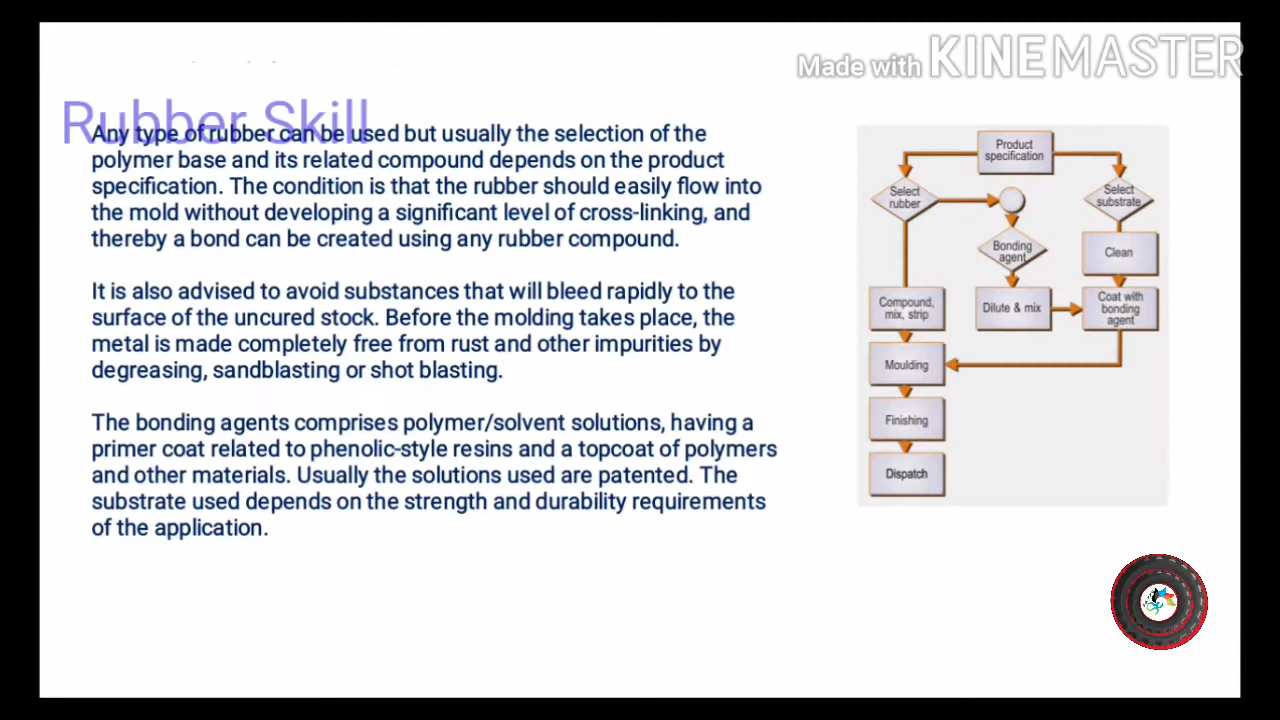 Made with KINEMASTER
Rubber Skill
Any type of rubber can be used but usually the selection of the
polymer base and its related compound depends on the product
specification. The condition is that the rubber should easily flow into
the mold without developing a significant level of cross-linking, and
thereby a bond can be created using any rubber compound.
It is also advised to avoid substances that will bleed rapidly to the
surface of the uncured stock. Before the molding takes place, the
metal is made completely free from rust and other impurities by
degreasing, sandblasting or shot blasting.
The bonding agents comprises polymer/solvent solutions, having a
primer coat related to phenolic-style resins and a topcoat of polymers
and other materials. Usually the solutions used are patented. The
substrate used depends on the strength and durability requirements
of the application.
Product
specification
Select
rubber
Select
substrate
Bonding
agent
Clean
Compound,
mix, strip
Dilute & mix
Coat with
bonding
agent
Moulding
Finishing
Dispatch